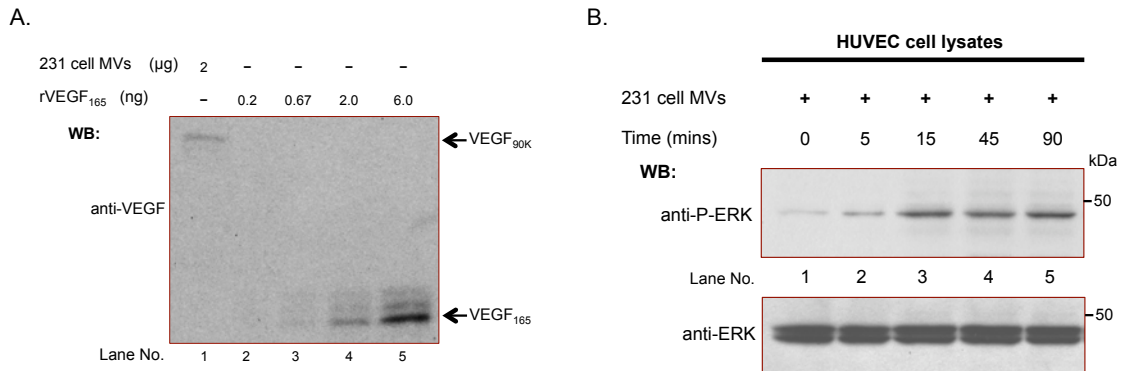 A.
231 cell MVs (µg) 2 – – – –
rVEGF165 (ng) – 0.2 0.67 2.0 6.0
WB:
VEGF90K
anti-VEGF
VEGF165
Lane No. 1 2 3 4 5
B.
HUVEC cell lysates
231 cell MVs + + + + +
Time (mins) 0 5 15 45 90
kDa
WB:
50
anti-P-ERK
Lane No. 1 2 3 4 5
50
anti-ERK